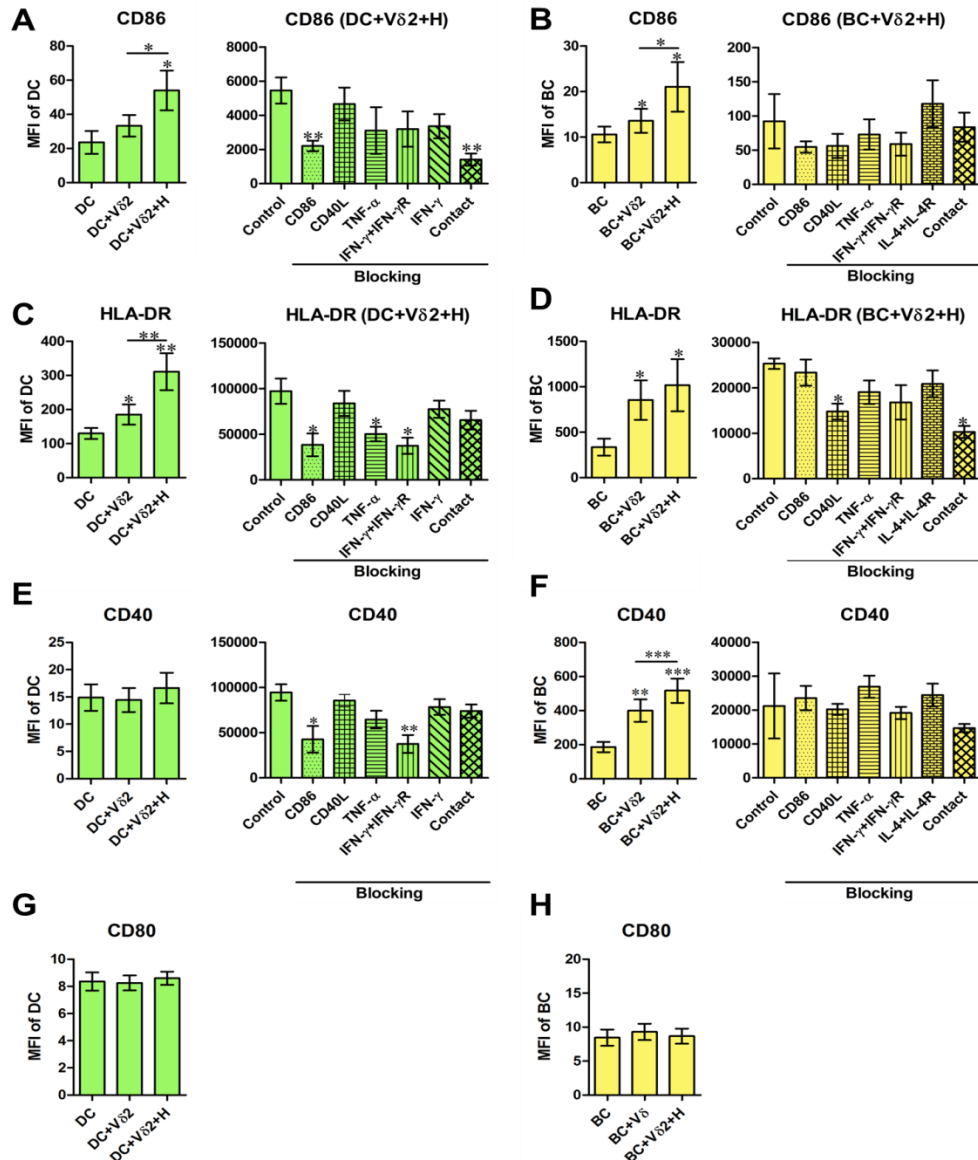 A
CD86
MFI of DC
80
60
40
20
0
*
*
DC
DC+Vδ2
DC+Vδ2+H
CD86 (DC+Vδ2+H)
8000
6000
4000
2000
0
**
**
Control
CD86
CD40L
TNF-α
IFN-γ+IFN-γR
IFN-γ
Contact
Blocking
B
CD86
MFI of BC
30
20
10
0
*
*
*
BC
BC+Vδ2
BC+Vδ2+H
CD86 (BC+Vδ2+H)
200
150
100
50
0
Control
CD86
CD40L
TNF-α
IFN-γ+IFN-γR
IL-4+IL-4R
Contact
Blocking
C
HLA-DR
MFI of DC
400
300
200
100
0
*
**
**
DC
DC+Vδ2
DC+Vδ2+H
HLA-DR (DC+Vδ2+H)
150000
100000
50000
0
*
*
*
Control
CD86
CD40L
TNF-α
IFN-γ+IFN-γR
IFN-γ
Contact
Blocking
D
HLA-DR
MFI of BC
1500
1000
500
0
*
*
BC
BC+Vδ2
BC+Vδ2+H
HLA-DR (BC+Vδ2+H)
30000
20000
10000
0
*
*
Control
CD86
CD40L
TNF-α
IFN-γ+IFN-γR
IL-4+IL-4R
Contact
Blocking
E
CD40
MFI of DC
25
20
15
10
5
0
DC
DC+Vδ2
DC+Vδ2+H
CD40
150000
100000
50000
0
*
**
Control
CD86
CD40L
TNF-α
IFN-γ+IFN-γR
IFN-γ
Contact
Blocking
F
CD40
MFI of BC
800
600
400
200
0
**
***
***
BC
BC+Vδ2
BC+Vδ2+H
CD40
40000
30000
20000
10000
0
Control
CD86
CD40L
TNF-α
IFN-γ+IFN-γR
IL-4+IL-4R
Contact
Blocking
G
CD80
MFI of DC
10
8
6
4
2
0
DC
DC+Vδ2
DC+Vδ2+H
H
CD80
MFI of BC
20
15
10
5
0
BC
BC+Vδ
BC+Vδ2+H